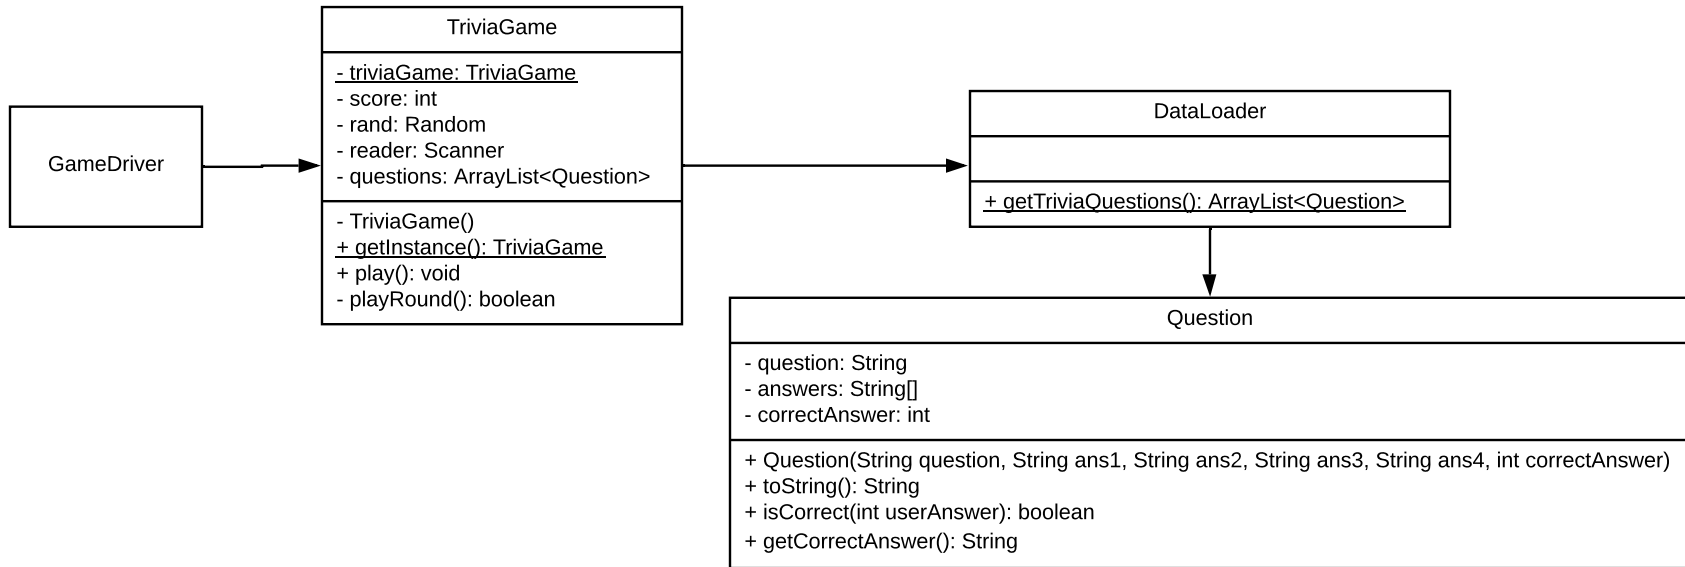 GameDriver
TriviaGame
- triviaGame: TriviaGame
- score: int
- rand: Random
- reader: Scanner
- questions: ArrayList<Question>
- TriviaGame()
+ getInstance(): TriviaGame
+ play(): void
- playRound(): boolean
DataLoader
+ getTriviaQuestions(): ArrayList<Question>
Question
- question: String
- answers: String[]
- correctAnswer: int
+ Question(String question, String ans1, String ans2, String ans3, String ans4, int correctAnswer)
+ toString(): String
+ isCorrect(int userAnswer): boolean
+ getCorrectAnswer(): String